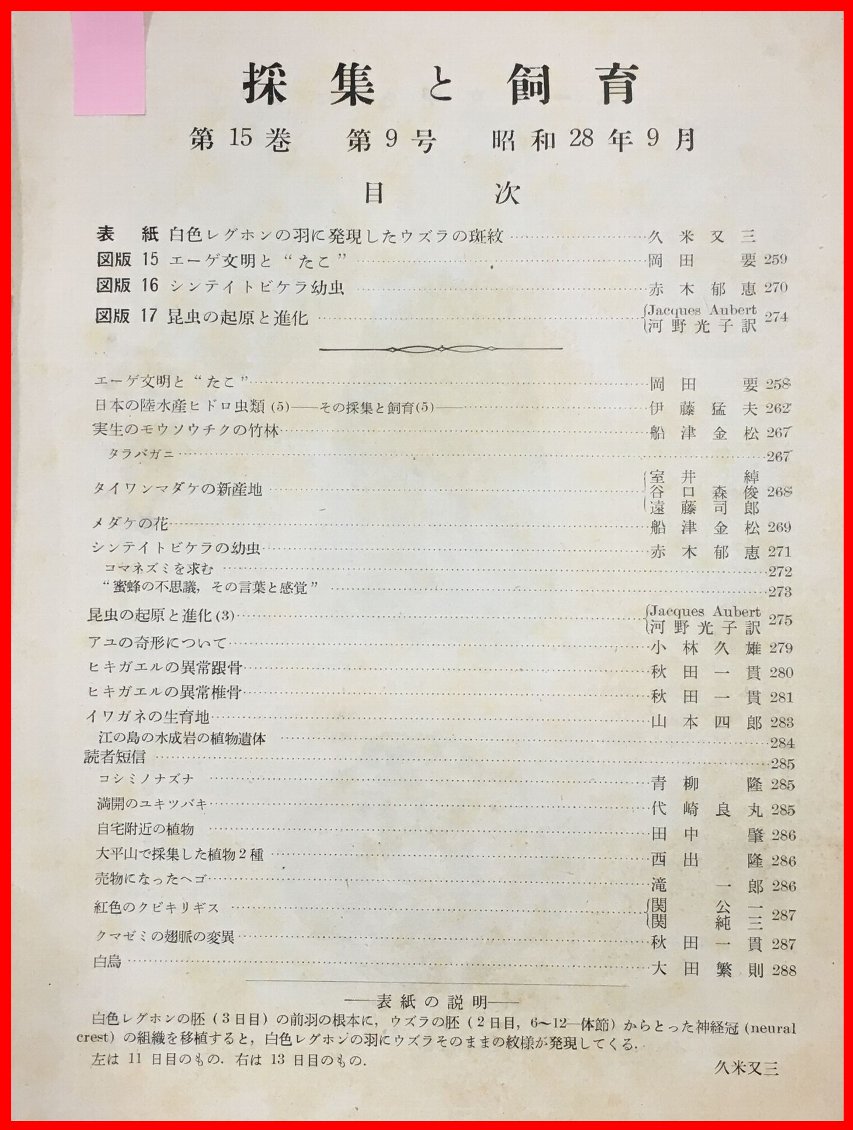 採集と飼育
第15巻 第9号 昭和28年9月
目次
表紙 白色レグホンの羽に発現したウズラの斑紋 久米又三
図版 15 エーゲ文明と“たこ” 岡田要 259
図版 16 シンテイトビケラ幼虫 赤木郁恵 270
図版 17 昆虫の起原と進化 Jacques Aubert 河野光子訳 274
エーゲ文明と“たこ” 岡田要 258
日本の陸水産ヒドロ虫類(5)――その採集と飼育(5)― 伊藤猛夫 262
実生のモウソウチクの竹林 船津金松 267
タラバガニ 267
タイワンマダケの新産地 室井綽 谷口森俊 遠藤司郎 268
メダケの花 船津金松 269
シンテイトビケラの幼虫 赤木郁恵 271
コマネズミを求む 272
“蜜蜂の不思議,その言葉と感覚” 273
昆虫の起原と進化(3) Jacques Aubert 河野光子訳 275
アユの奇形について 小林久雄 279
ヒキガエルの異常跟骨 秋田一貫 280
ヒキガエルの異常椎骨 秋田一貫 281
イワガネの生育地 山本四郎 283
江の島の水成岩の植物遺体 284
読者短信 285
コシミノナズナ 青柳隆 285
満開のユキツバキ 代崎良丸 285
自宅附近の植物 田中肇 286
大平山で採集した植物2種 西出隆 286
売物になったヘゴ 滝一郎 286
紅色のクビキリギス 関公一 関純三 287
クマゼミの翅脈の変異 秋田一貫 287
白鳥 大田繁則 288
――表紙の説明――
白色レグホンの胚(3日目)の前羽の根本に,ウズラの胚(2日目,6~12―体節)からとった神経冠(neural
crest)の組織を移植すると,白色レグホンの羽にウズラそのままの紋様が発現してくる.
左は 11日目のもの.右は 13日目のもの.
久米又三